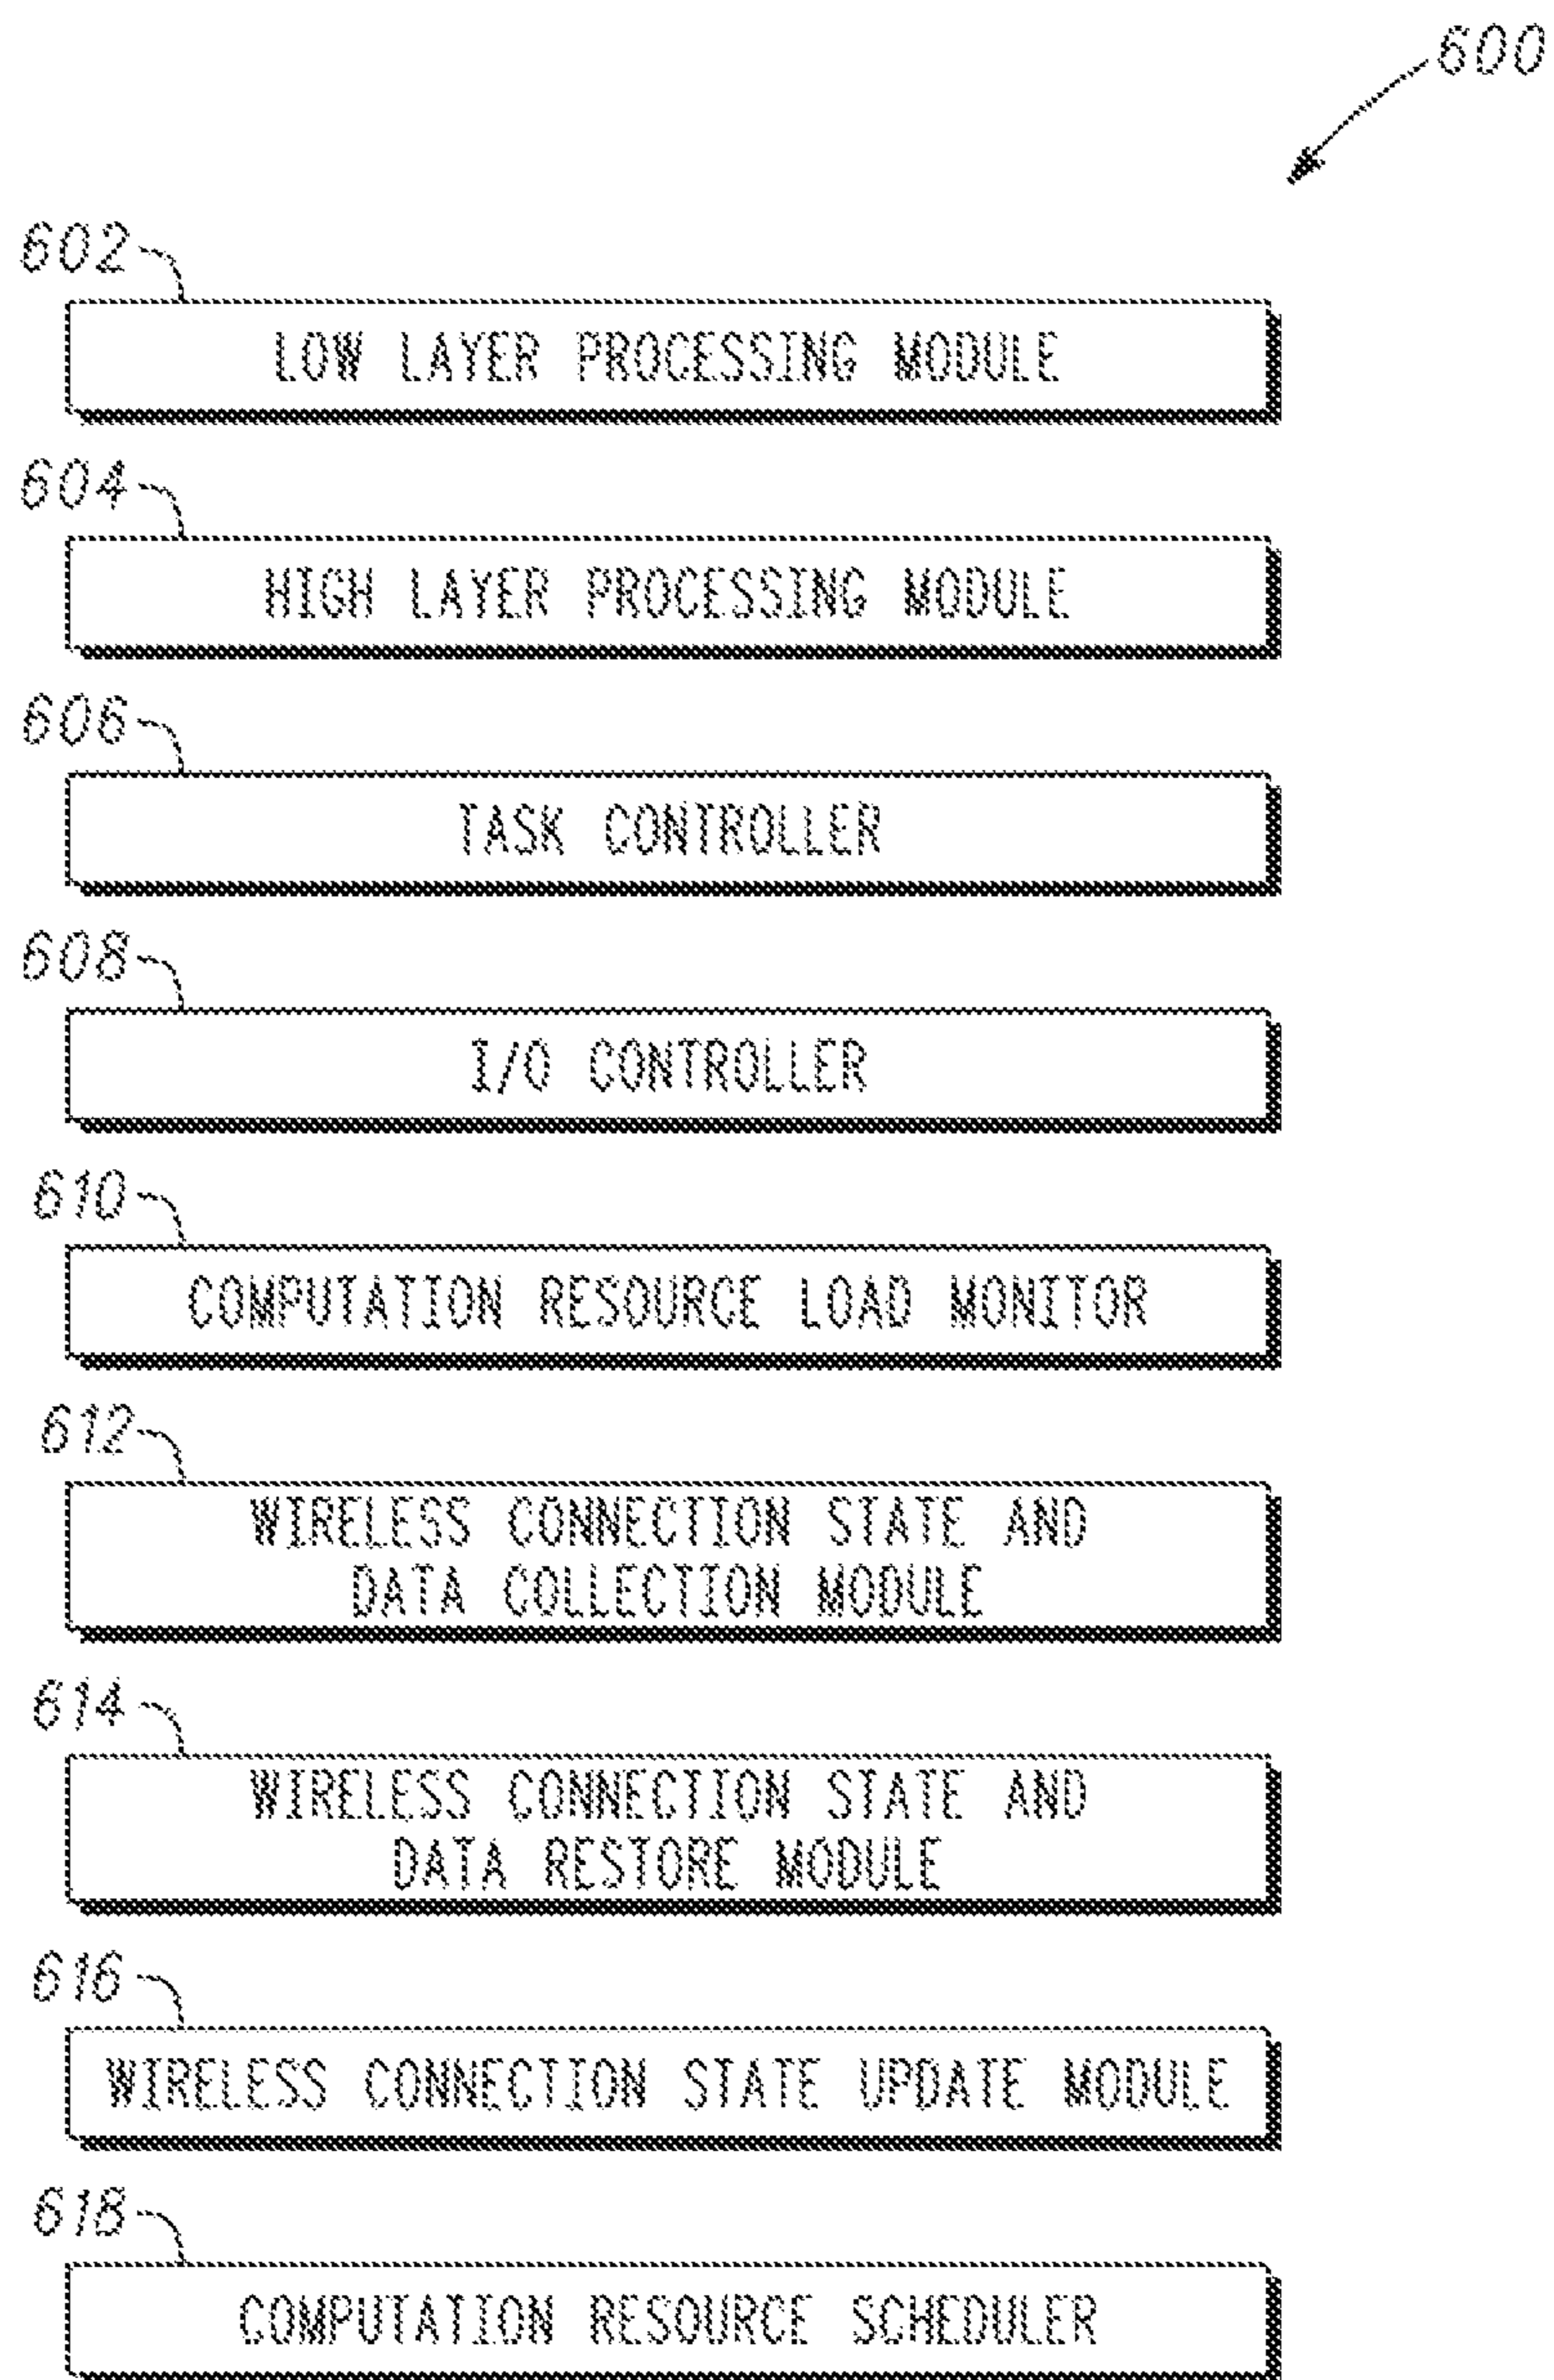 600
602
LOW LAYER PROCESSING MODULE
604
HIGH LAYER PROCESSING MODULE
606
TASK CONTROLLER
608
I/O CONTROLLER
610
COMPUTATION RESOURCE LOAD MONITOR
612
WIRELESS CONNECTION STATE AND
DATA COLLECTION MODULE
614
WIRELESS CONNECTION STATE AND
DATA RESTORE MODULE
616
WIRELESS CONNECTION STATE UPDATE MODULE
618
COMPUTATION RESOURCE SCHEDULER